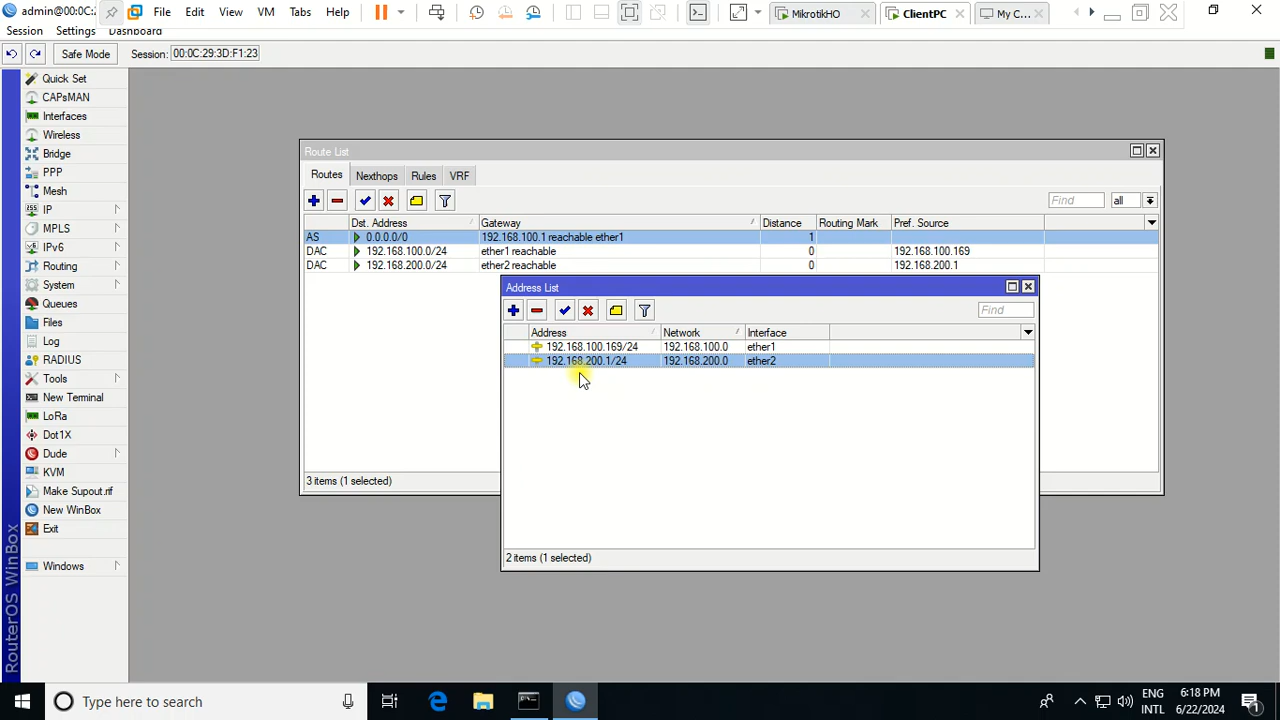 admin@00:0C:2
File Edit View VM Tabs Help
MikrotikHO
ClientPC
My C...
Session Settings Dashboard
Safe Mode Session: 00:0C:29:3D:F1:23
Quick Set
CAPsMAN
Interfaces
Wireless
Bridge
PPP
Mesh
IP
MPLS
IPv6
Routing
System
Queues
Files
Log
RADIUS
Tools
New Terminal
LoRa
Dot1X
Dude
KVM
Make Supout.rif
New WinBox
Exit
Windows
RouterOS WinBox
Route List
Routes Nexthops Rules VRF
Find all
Dst. Address Gateway Distance Routing Mark Pref. Source
AS 0.0.0.0/0 192.168.100.1 reachable ether1 1
DAC 192.168.100.0/24 ether1 reachable 0 192.168.100.169
DAC 192.168.200.0/24 ether2 reachable 0 192.168.200.1
3 items (1 selected)
Address List
Find
Address Network Interface
192.168.100.169/24 192.168.100.0 ether1
192.168.200.1/24 192.168.200.0 ether2
2 items (1 selected)
Type here to search
ENG
INTL
6:18 PM
6/22/2024
1